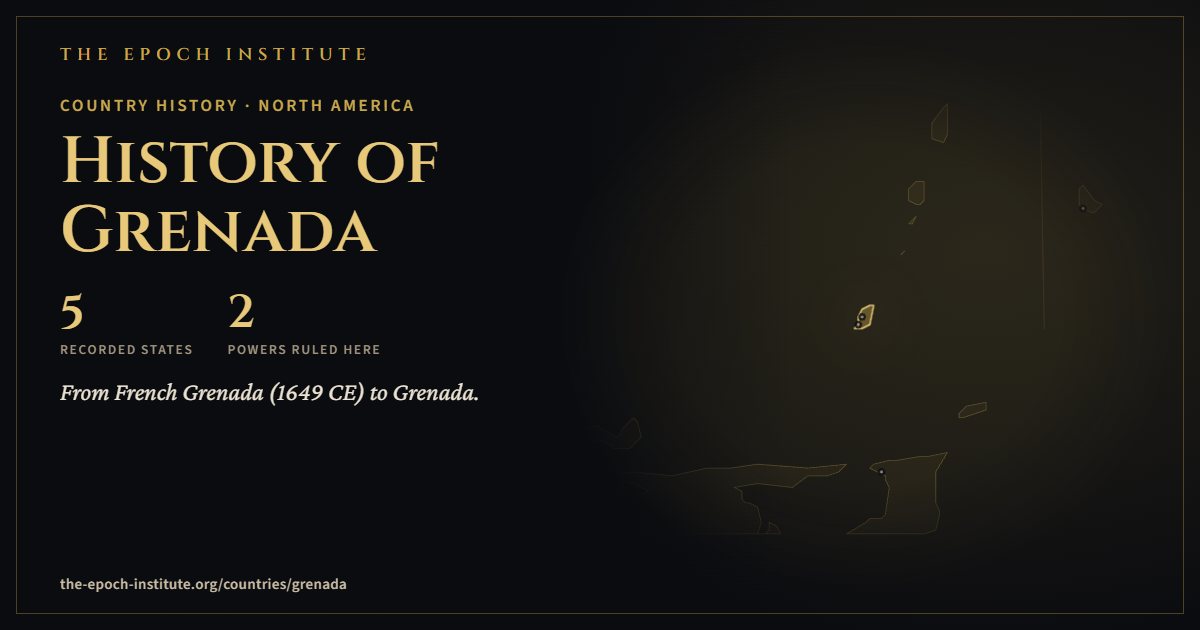 THE EPOCH INSTITUTE
COUNTRY HISTORY · NORTH AMERICA
HISTORY OF
GRENADA
5 2
RECORDED STATES POWERS RULED HERE
From French Grenada (1649 CE) to Grenada.
the-epoch-institute.org/countries/grenada